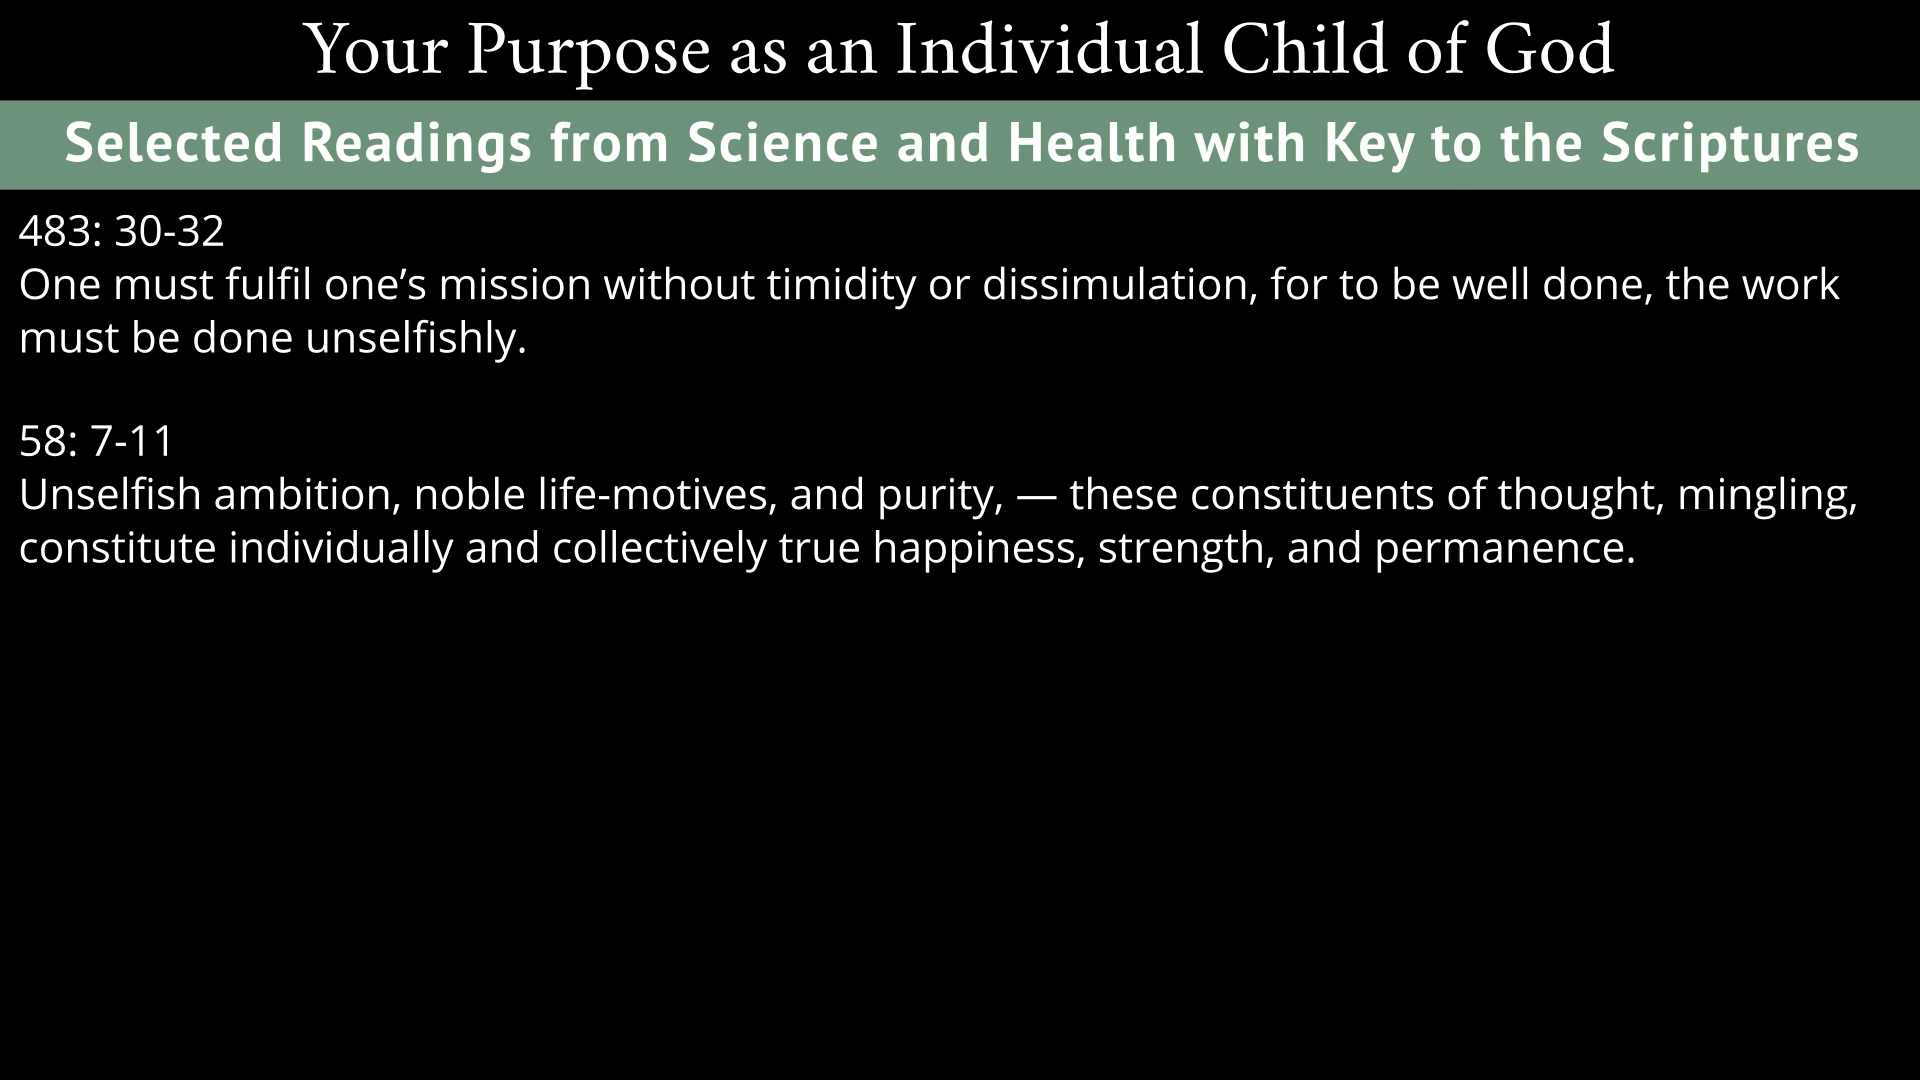 Your Purpose as an Individual Child of God
Selected Readings from Science and Health with Key to the Scriptures
483: 30-32
One must fulfil one’s mission without timidity or dissimulation, for to be well done, the work
must be done unselfishly.
58: 7-11
Unselfish ambition, noble life-motives, and purity, — these constituents of thought, mingling,
constitute individually and collectively true happiness, strength, and permanence.